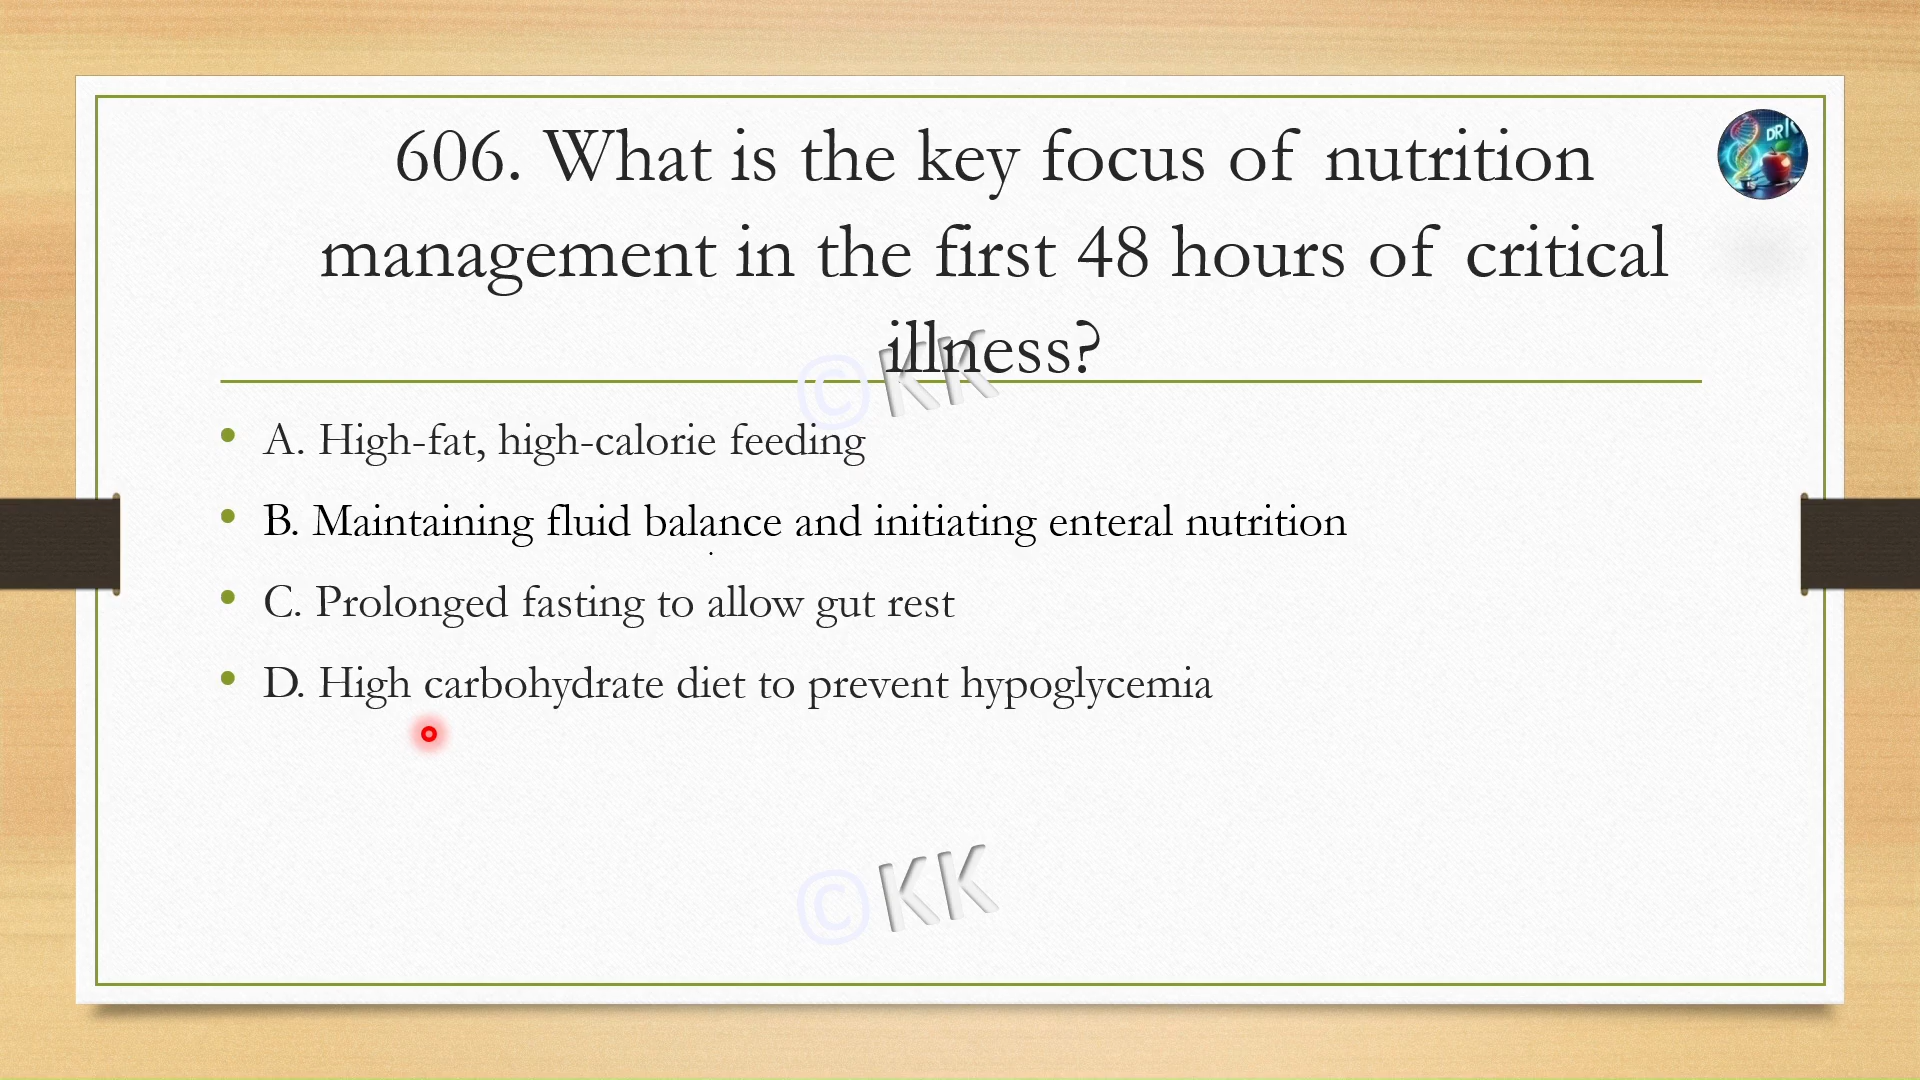 606. What is the key focus of nutrition
management in the first 48 hours of critical
illness?
©KK
• A. High-fat, high-calorie feeding
• B. Maintaining fluid balance and initiating enteral nutrition
• C. Prolonged fasting to allow gut rest
• D. High carbohydrate diet to prevent hypoglycemia
©KK
DR